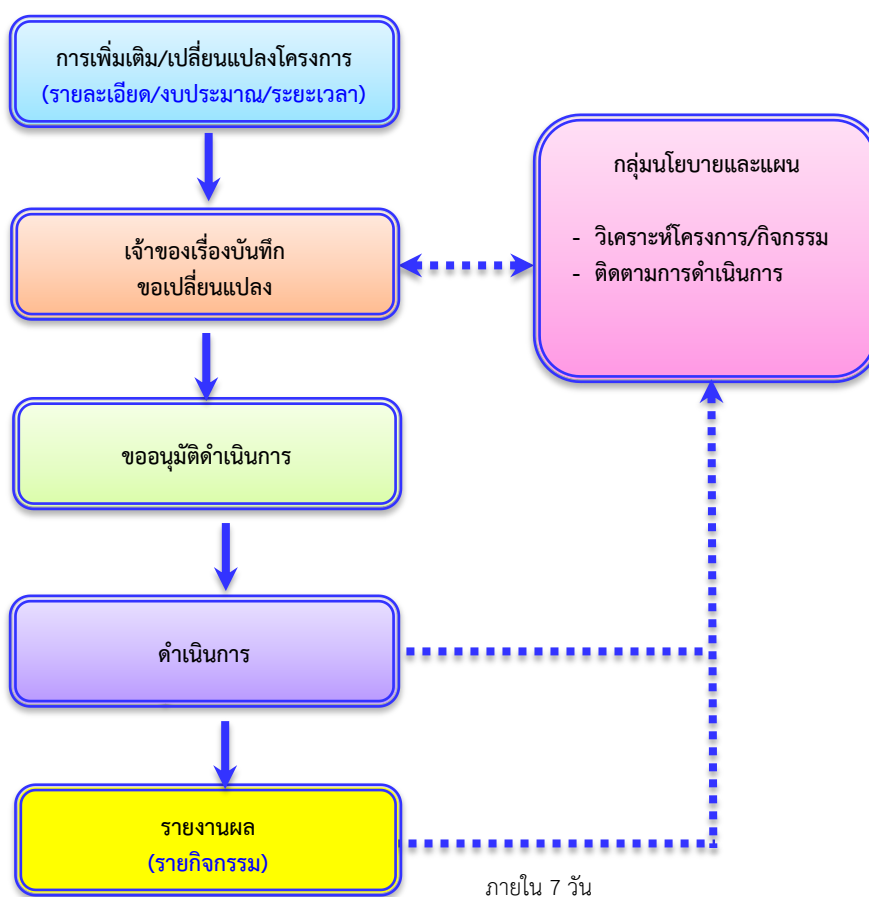 การเพิ่มเติม/เปลี่ยนแปลงโครงการ
(รายละเอียด/งบประมาณ/ระยะเวลา)
กลุ่มนโยบายและแผน
- วิเคราะห์โครงการ/กิจกรรม
- ติดตามการดำเนินการ
เจ้าของเรื่องบันทึก
ขอเปลี่ยนแปลง
ขออนุมัติดำเนินการ
ดำเนินการ
รายงานผล
(รายกิจกรรม)
ภายใน 7 วัน